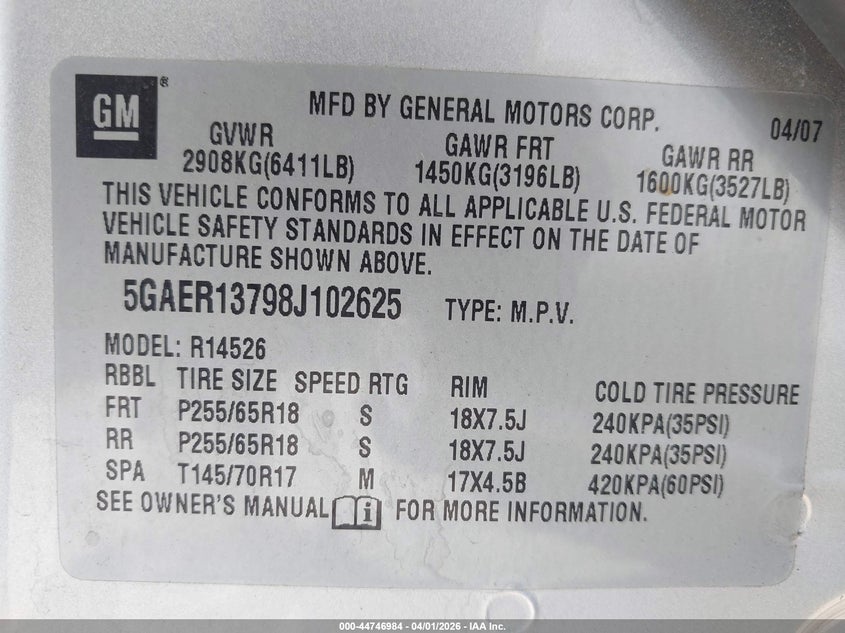 GM ®
MFD BY GENERAL MOTORS CORP. 04/07
GVWR GAWR FRT GAWR RR
2908KG(6411LB) 1450KG(3196LB) 1600KG(3527LB)
THIS VEHICLE CONFORMS TO ALL APPLICABLE U.S. FEDERAL MOTOR
VEHICLE SAFETY STANDARDS IN EFFECT ON THE DATE OF
MANUFACTURE SHOWN ABOVE.
5GAER13798J102625 TYPE: M.P.V.
MODEL: R14526
RBBL TIRE SIZE SPEED RTG RIM COLD TIRE PRESSURE
FRT P255/65R18 S 18X7.5J 240KPA(35PSI)
RR P255/65R18 S 18X7.5J 240KPA(35PSI)
SPA T145/70R17 M 17X4.5B 420KPA(60PSI)
SEE OWNER'S MANUAL i FOR MORE INFORMATION.
000-44746984 | 04/01/2026 - IAA Inc.